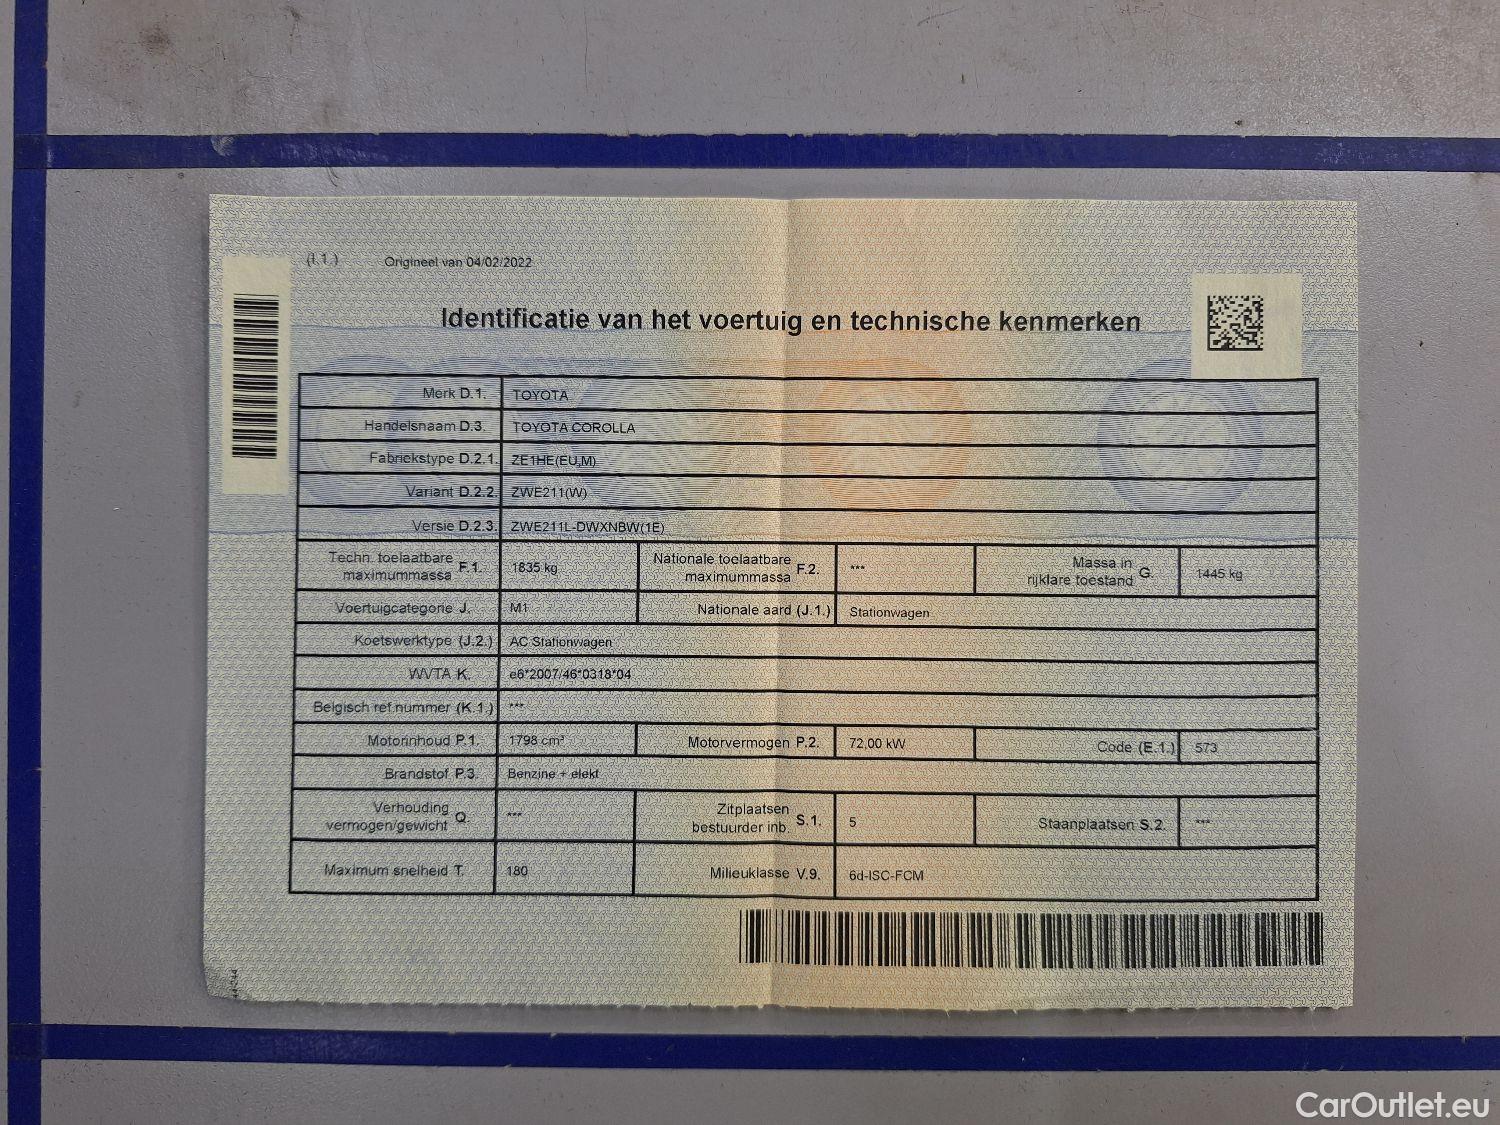 (I.1.) Origineel van 04/02/2022
Identificatie van het voertuig en technische kenmerken
Merk D.1. TOYOTA
Handelsnaam D.3. TOYOTA COROLLA
Fabriekstype D.2.1. ZE1HE(EU,M)
Variant D.2.2. ZWE211(W)
Versie D.2.3. ZWE211L-DWXNBW(1E)
Techn. toelaatbare
maximummassa F.1. 1835 kg
Nationale toelaatbare
maximummassa F.2. ***
Massa in
rijklare toestand G. 1445 kg
Voertuigcategorie J. M1 Nationale aard (J.1.) Stationwagen
Koetswerktype (J.2.) AC Stationwagen
WVTA K. e6*2007/46*0318*04
Belgisch ref.nummer (K.1.) ***
Motorinhoud P.1. 1798 cm³ Motorvermogen P.2. 72,00 kW Code (E.1.) 573
Brandstof P.3. Benzine + elekt
Verhouding
vermogen/gewicht Q. ***
Zitplaatsen
bestuurder inb. S.1. 5
Staanplaatsen S.2. ***
Maximum snelheid T. 180 Milieuklasse V.9. 6d-ISC-FCM
CarOutlet.eu